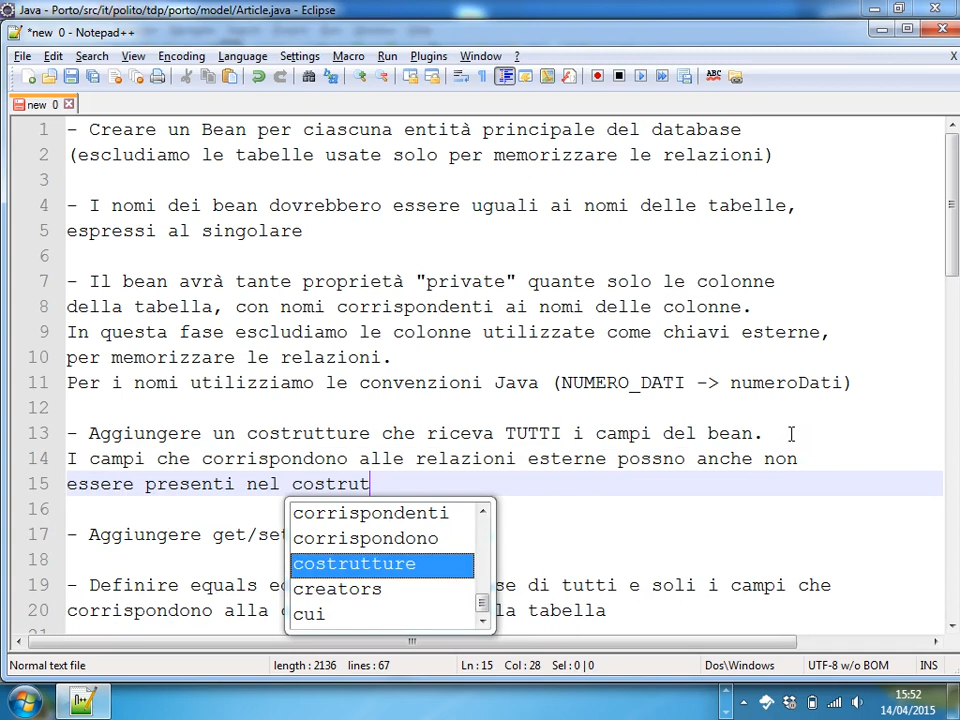 Java - Porto/src/it/polito/tdp/porto/model/Article.java - Eclipse
*new 0 - Notepad++
File Edit Search View Encoding Language Settings Macro Run Plugins Window ? X
new 0
1 - Creare un Bean per ciascuna entità principale del database
2 (escludiamo le tabelle usate solo per memorizzare le relazioni)
3
4 - I nomi dei bean dovrebbero essere uguali ai nomi delle tabelle,
5 espressi al singolare
6
7 - Il bean avrà tante proprietà "private" quante solo le colonne
8 della tabella, con nomi corrispondenti ai nomi delle colonne.
9 In questa fase escludiamo le colonne utilizzate come chiavi esterne,
10 per memorizzare le relazioni.
11 Per i nomi utilizziamo le convenzioni Java (NUMERO_DATI -> numeroDati)
12
13 - Aggiungere un costrutture che riceva TUTTI i campi del bean.
14 I campi che corrispondono alle relazioni esterne possno anche non
15 essere presenti nel costrut
16
corrispondenti
corrispondono
costrutture
creators
cui
17 - Aggiungere get/set
18
19 - Definire equals e se di tutti e soli i campi che
20 corrispondono alla la tabella
Normal text file length : 2136 lines : 67 Ln : 15 Col : 28 Sel : 0 | 0 Dos\Windows UTF-8 w/o BOM INS
15:52
14/04/2015